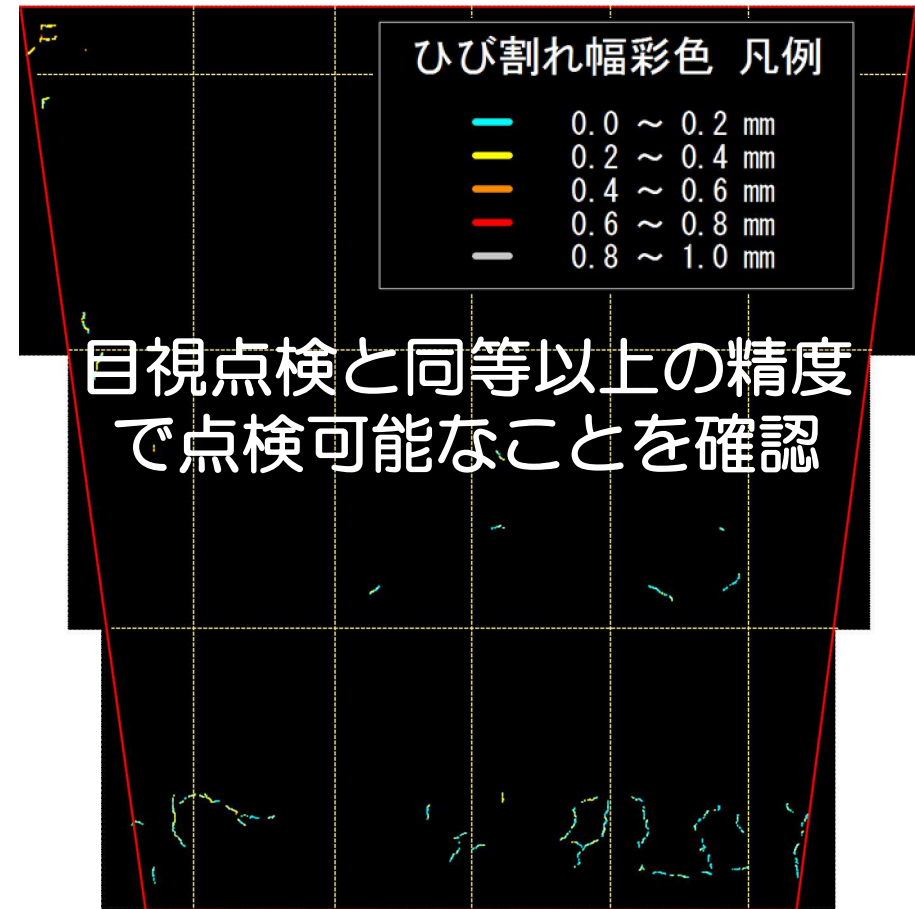 ひび割れ幅彩色 凡例
0.0 ～ 0.2 mm
0.2 ～ 0.4 mm
0.4 ～ 0.6 mm
0.6 ～ 0.8 mm
0.8 ～ 1.0 mm
目視点検と同等以上の精度
で点検可能なことを確認